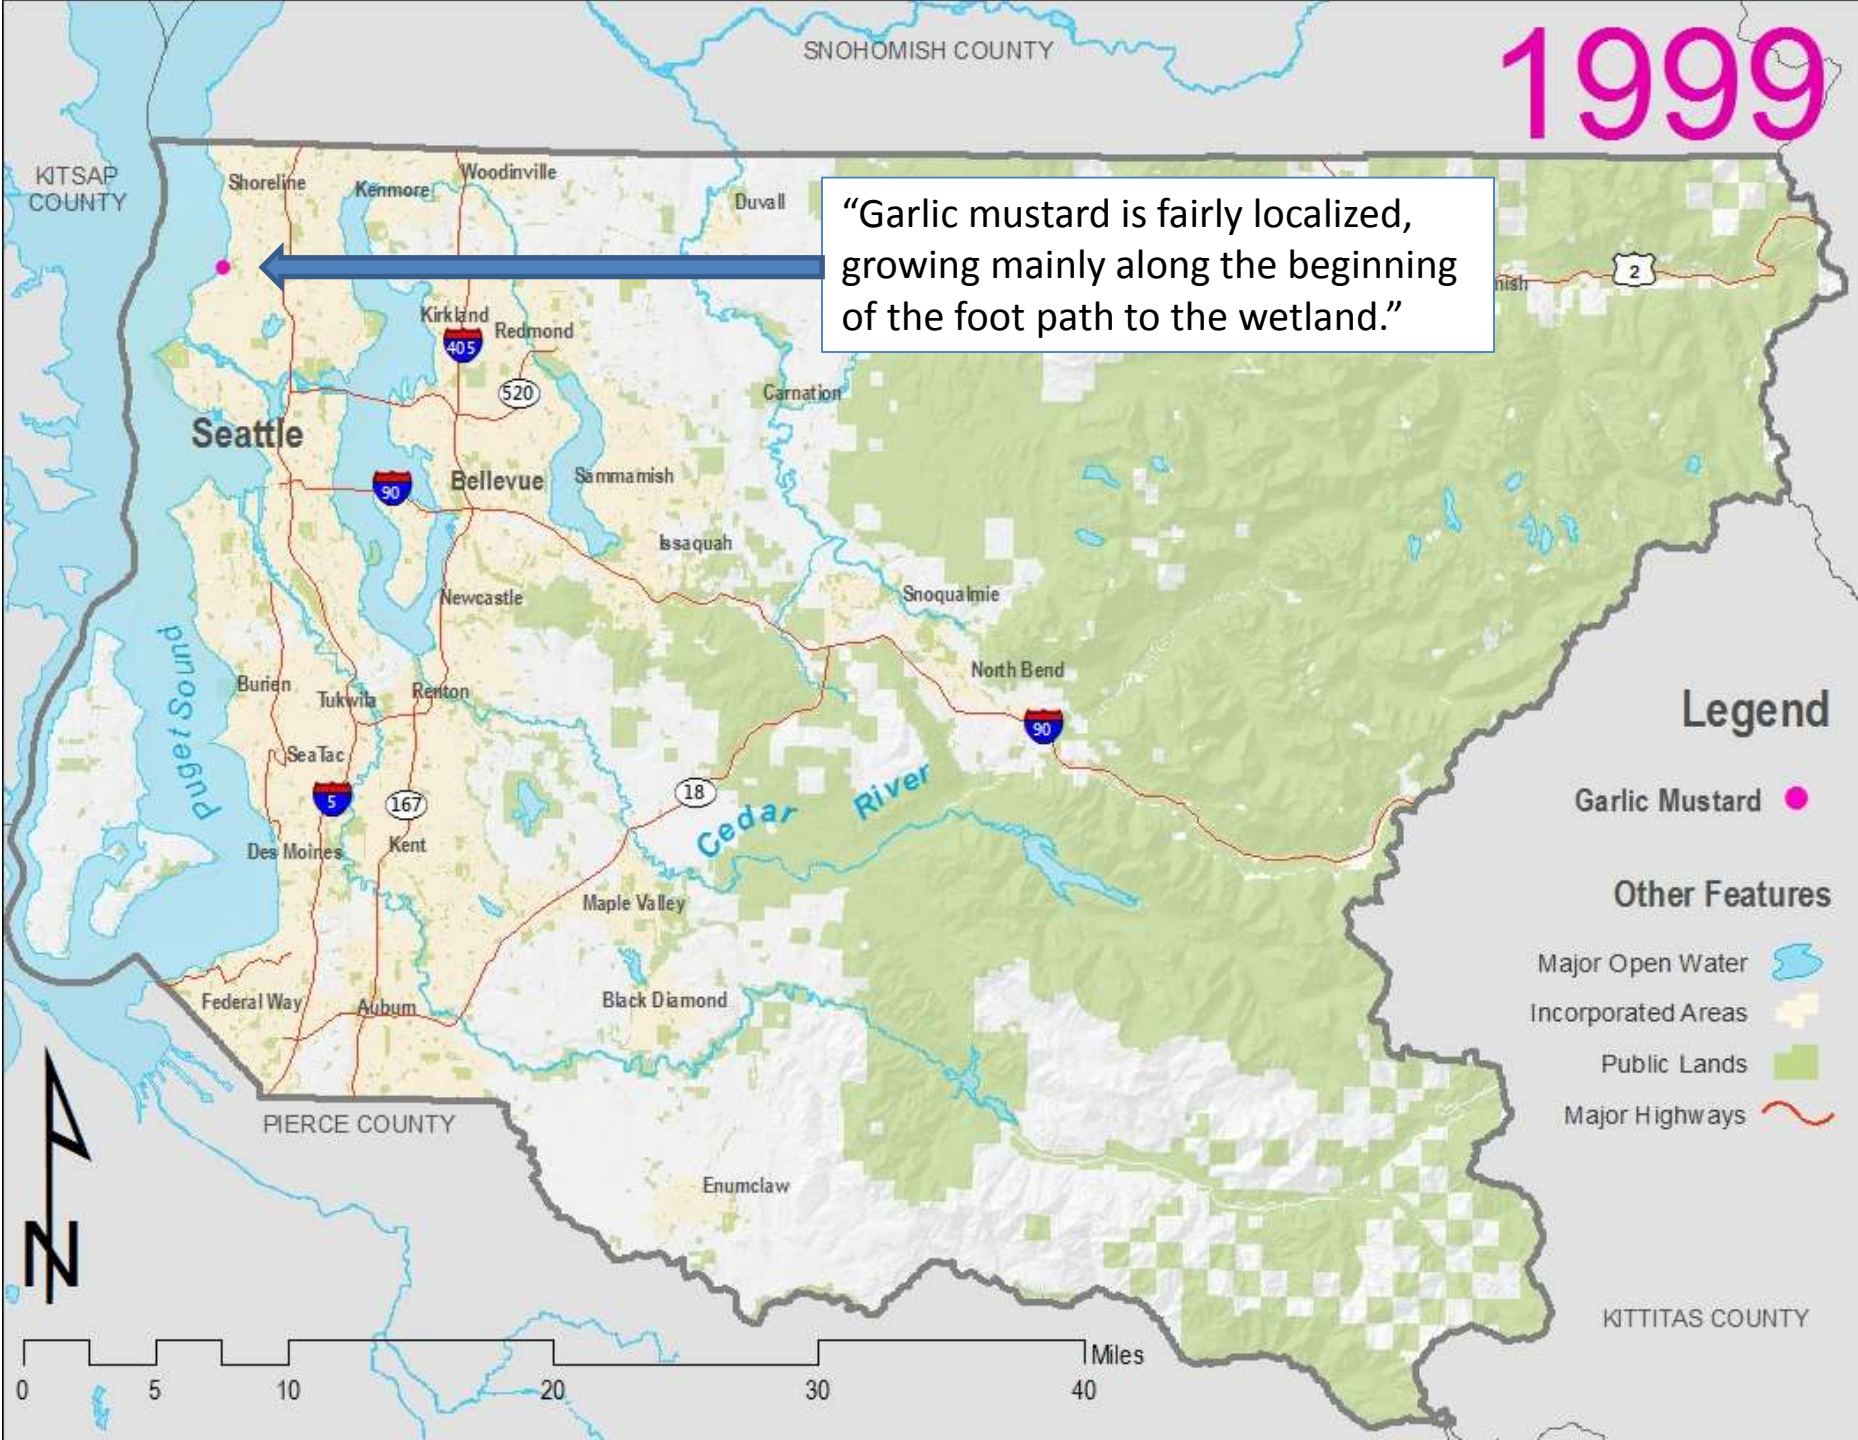 SNOHOMISH COUNTY
1999
KITSAP
COUNTY
Shoreline
Kenmore
Woodinville
Duvall
“Garlic mustard is fairly localized,
growing mainly along the beginning
of the foot path to the wetland.”
2
nish
Kirkland
Redmond
405
520
Carnation
Seattle
90
Bellevue
Sammamish
Issaquah
Newcastle
Snoqualmie
Puget Sound
Burien
Tukwila
Renton
North Bend
90
SeaTac
5
167
18
Cedar River
Des Moines
Kent
Maple Valley
Federal Way
Auburn
Black Diamond
PIERCE COUNTY
Enumclaw
Legend
Garlic Mustard
Other Features
Major Open Water
Incorporated Areas
Public Lands
Major Highways
N
KITTITAS COUNTY
Miles
0 5 10 20 30 40